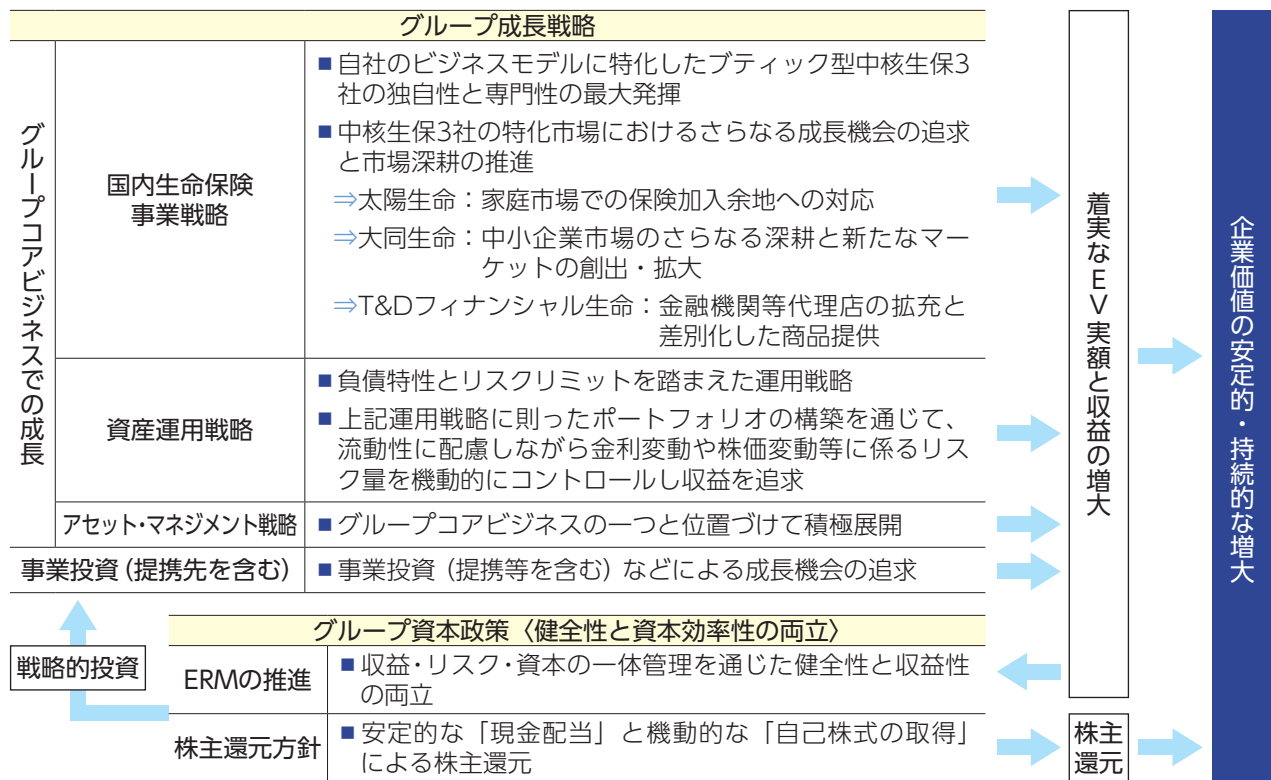 グループ成長戦略
グループコアビジネスでの成長
国内生命保険
事業戦略
■自社のビジネスモデルに特化したブティック型中核生保3
社の独自性と専門性の最大発揮
■中核生保3社の特化市場におけるさらなる成長機会の追求
と市場深耕の推進
⇒太陽生命：家庭市場での保険加入余地への対応
⇒大同生命：中小企業市場のさらなる深耕と新たなマー
ケットの創出・拡大
⇒T&Dフィナンシャル生命：金融機関等代理店の拡充と
差別化した商品提供
資産運用戦略
■負債特性とリスクリミットを踏まえた運用戦略
■上記運用戦略に則ったポートフォリオの構築を通じて、
流動性に配慮しながら金利変動や株価変動等に係るリス
ク量を機動的にコントロールし収益を追求
アセット・マネジメント戦略
■グループコアビジネスの一つと位置づけて積極展開
事業投資（提携先を含む）
■事業投資（提携等を含む）などによる成長機会の追求
戦略的投資
グループ資本政策〈健全性と資本効率性の両立〉
ERMの推進
■収益・リスク・資本の一体管理を通じた健全性と収益性
の両立
株主還元方針
■安定的な「現金配当」と機動的な「自己株式の取得」
による株主還元
着実なEV実額と収益の増大
株主
還元
企業価値の安定的・持続的な増大